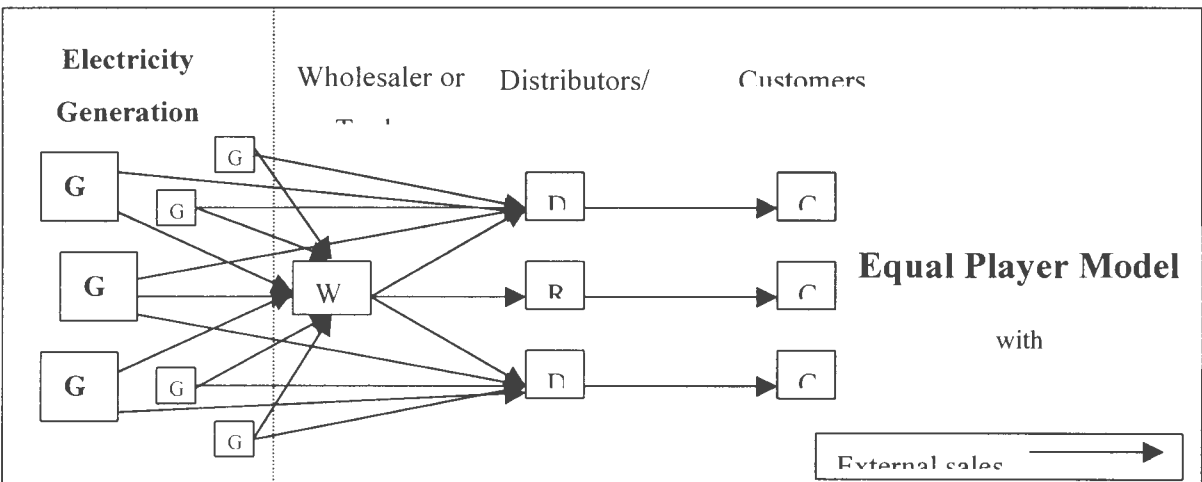 Electricity
Generation
Wholesaler or
Distributors/
Customers
G
G
G
G
W
G
G
G
G
D
R
D
C
C
C
Equal Player Model
with
External sales